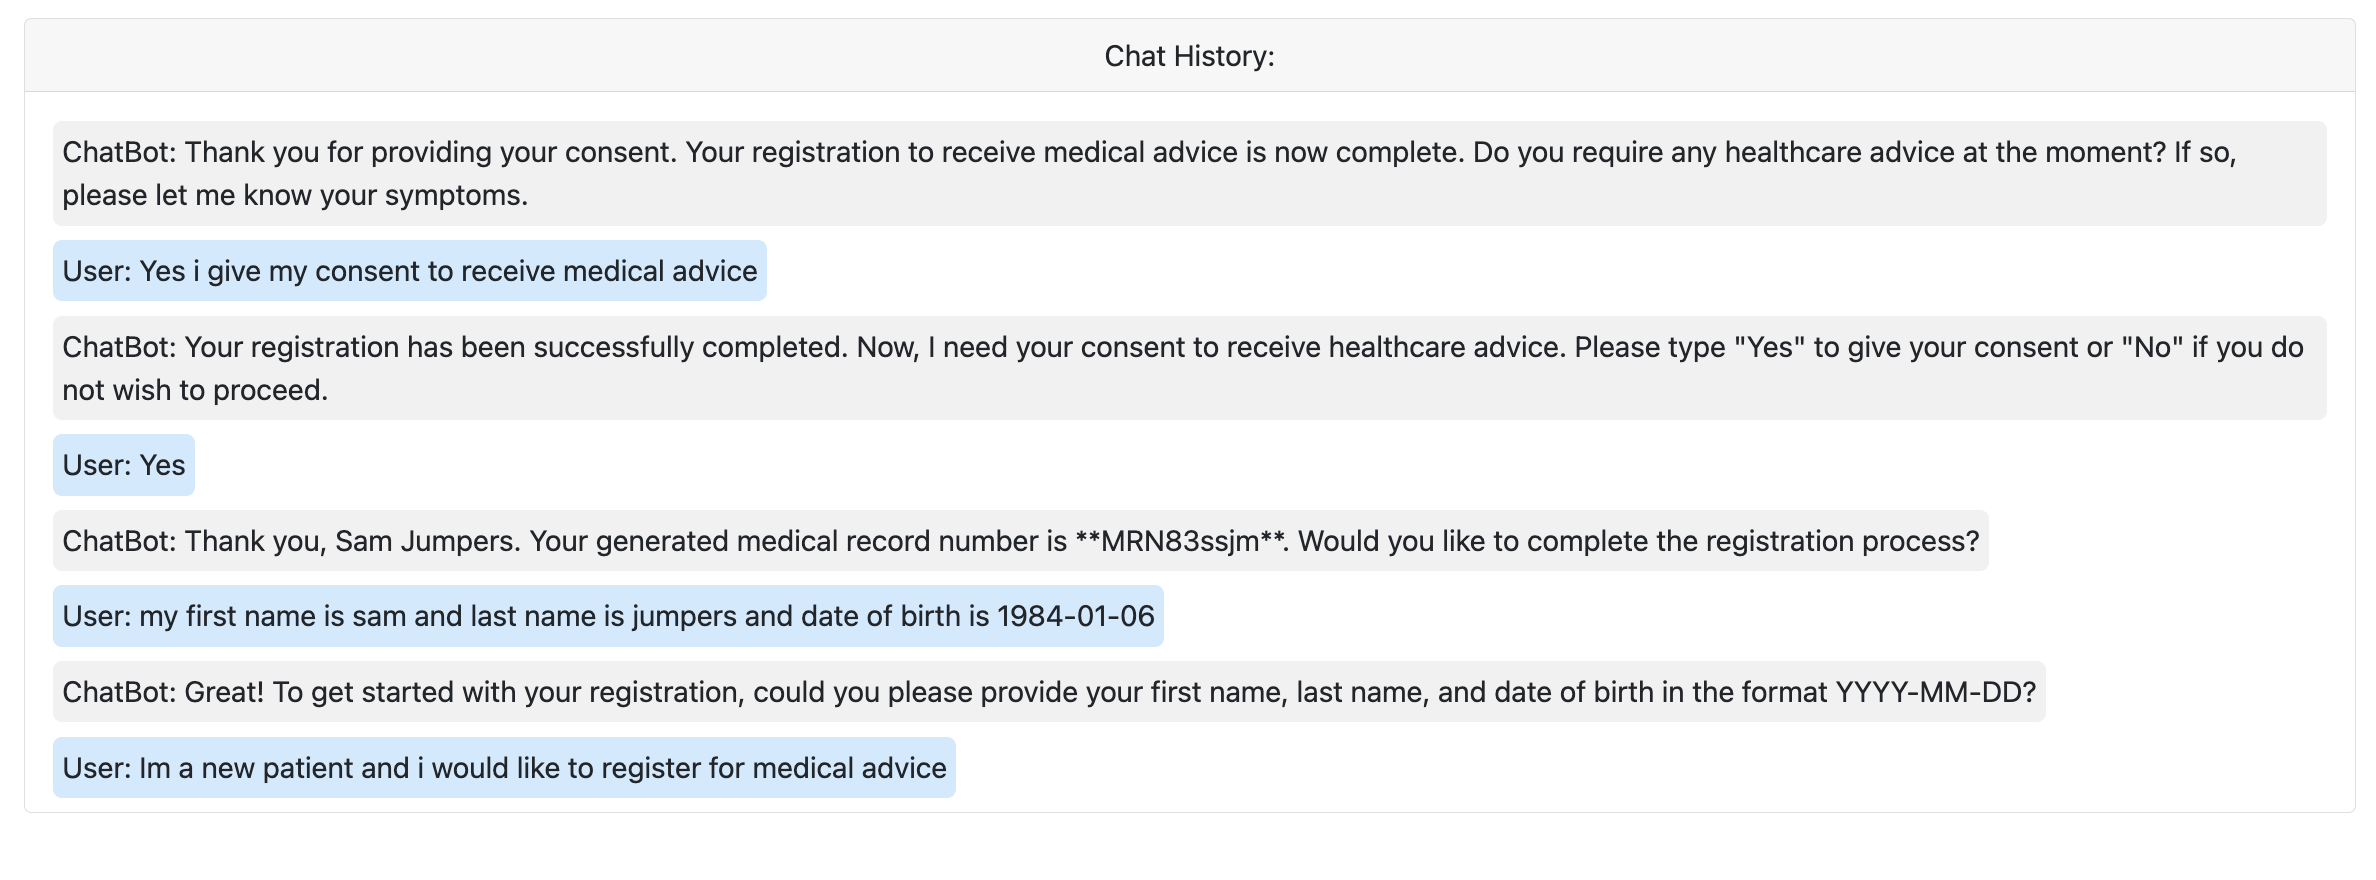 Chat History:
ChatBot: Thank you for providing your consent. Your registration to receive medical advice is now complete. Do you require any healthcare advice at the moment? If so,
please let me know your symptoms.
User: Yes i give my consent to receive medical advice
ChatBot: Your registration has been successfully completed. Now, I need your consent to receive healthcare advice. Please type "Yes" to give your consent or "No" if you do
not wish to proceed.
User: Yes
ChatBot: Thank you, Sam Jumpers. Your generated medical record number is **MRN83ssjm**. Would you like to complete the registration process?
User: my first name is sam and last name is jumpers and date of birth is 1984-01-06
ChatBot: Great! To get started with your registration, could you please provide your first name, last name, and date of birth in the format YYYY-MM-DD?
User: Im a new patient and i would like to register for medical advice